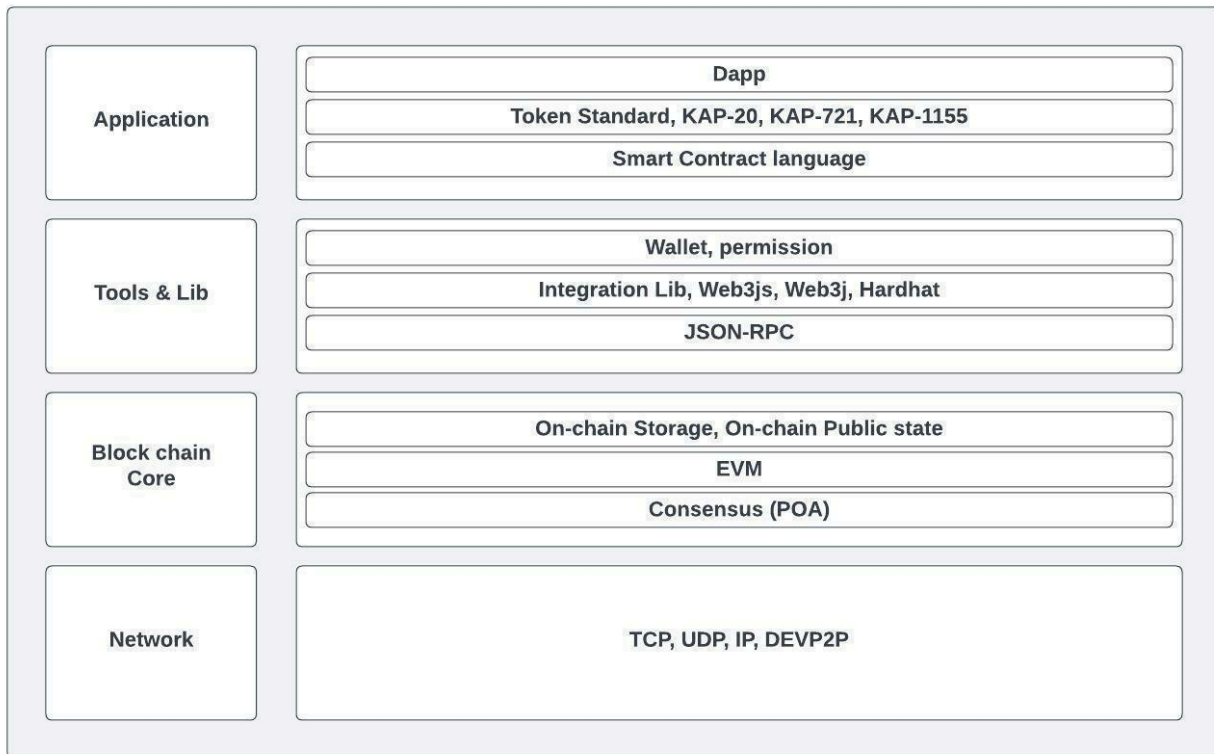 Application
Dapp
Token Standard, KAP-20, KAP-721, KAP-1155
Smart Contract language
Tools & Lib
Wallet, permission
Integration Lib, Web3js, Web3j, Hardhat
JSON-RPC
Block chain
Core
On-chain Storage, On-chain Public state
EVM
Consensus (POA)
Network
TCP, UDP, IP, DEVP2P